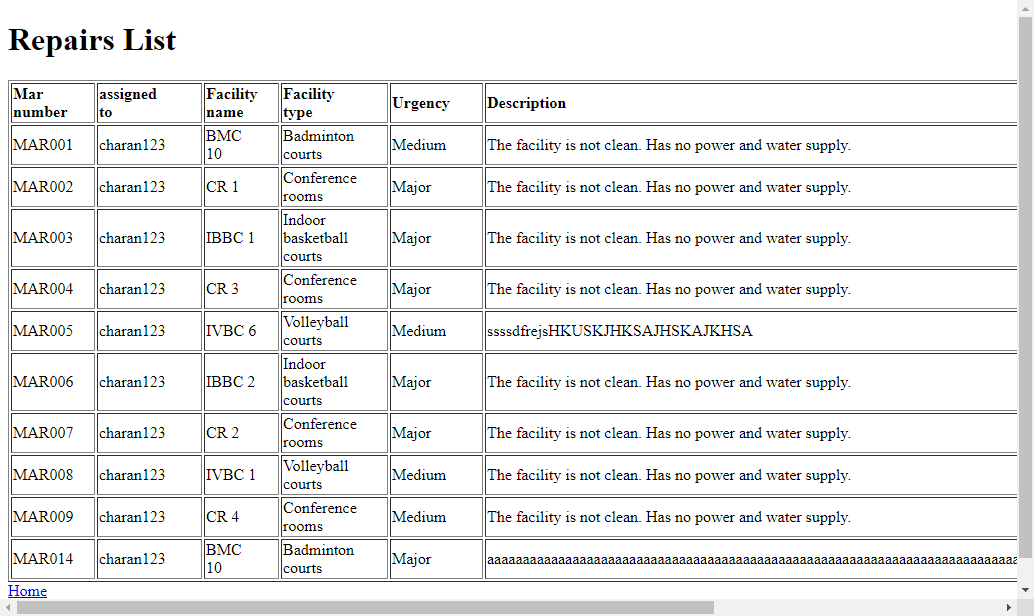 Repairs List
Mar number assigned to Facility name Facility type Urgency Description
MAR001 charan123 BMC 10 Badminton courts Medium The facility is not clean. Has no power and water supply.
MAR002 charan123 CR 1 Conference rooms Major The facility is not clean. Has no power and water supply.
MAR003 charan123 IBBC 1 Indoor basketball courts Major The facility is not clean. Has no power and water supply.
MAR004 charan123 CR 3 Conference rooms Major The facility is not clean. Has no power and water supply.
MAR005 charan123 IVBC 6 Volleyball courts Medium ssssdfrejsHKUSKJHKSAJHSKAJKHSA
MAR006 charan123 IBBC 2 Indoor basketball courts Major The facility is not clean. Has no power and water supply.
MAR007 charan123 CR 2 Conference rooms Major The facility is not clean. Has no power and water supply.
MAR008 charan123 IVBC 1 Volleyball courts Medium The facility is not clean. Has no power and water supply.
MAR009 charan123 CR 4 Conference rooms Medium The facility is not clean. Has no power and water supply.
MAR014 charan123 BMC 10 Badminton courts Major
Home